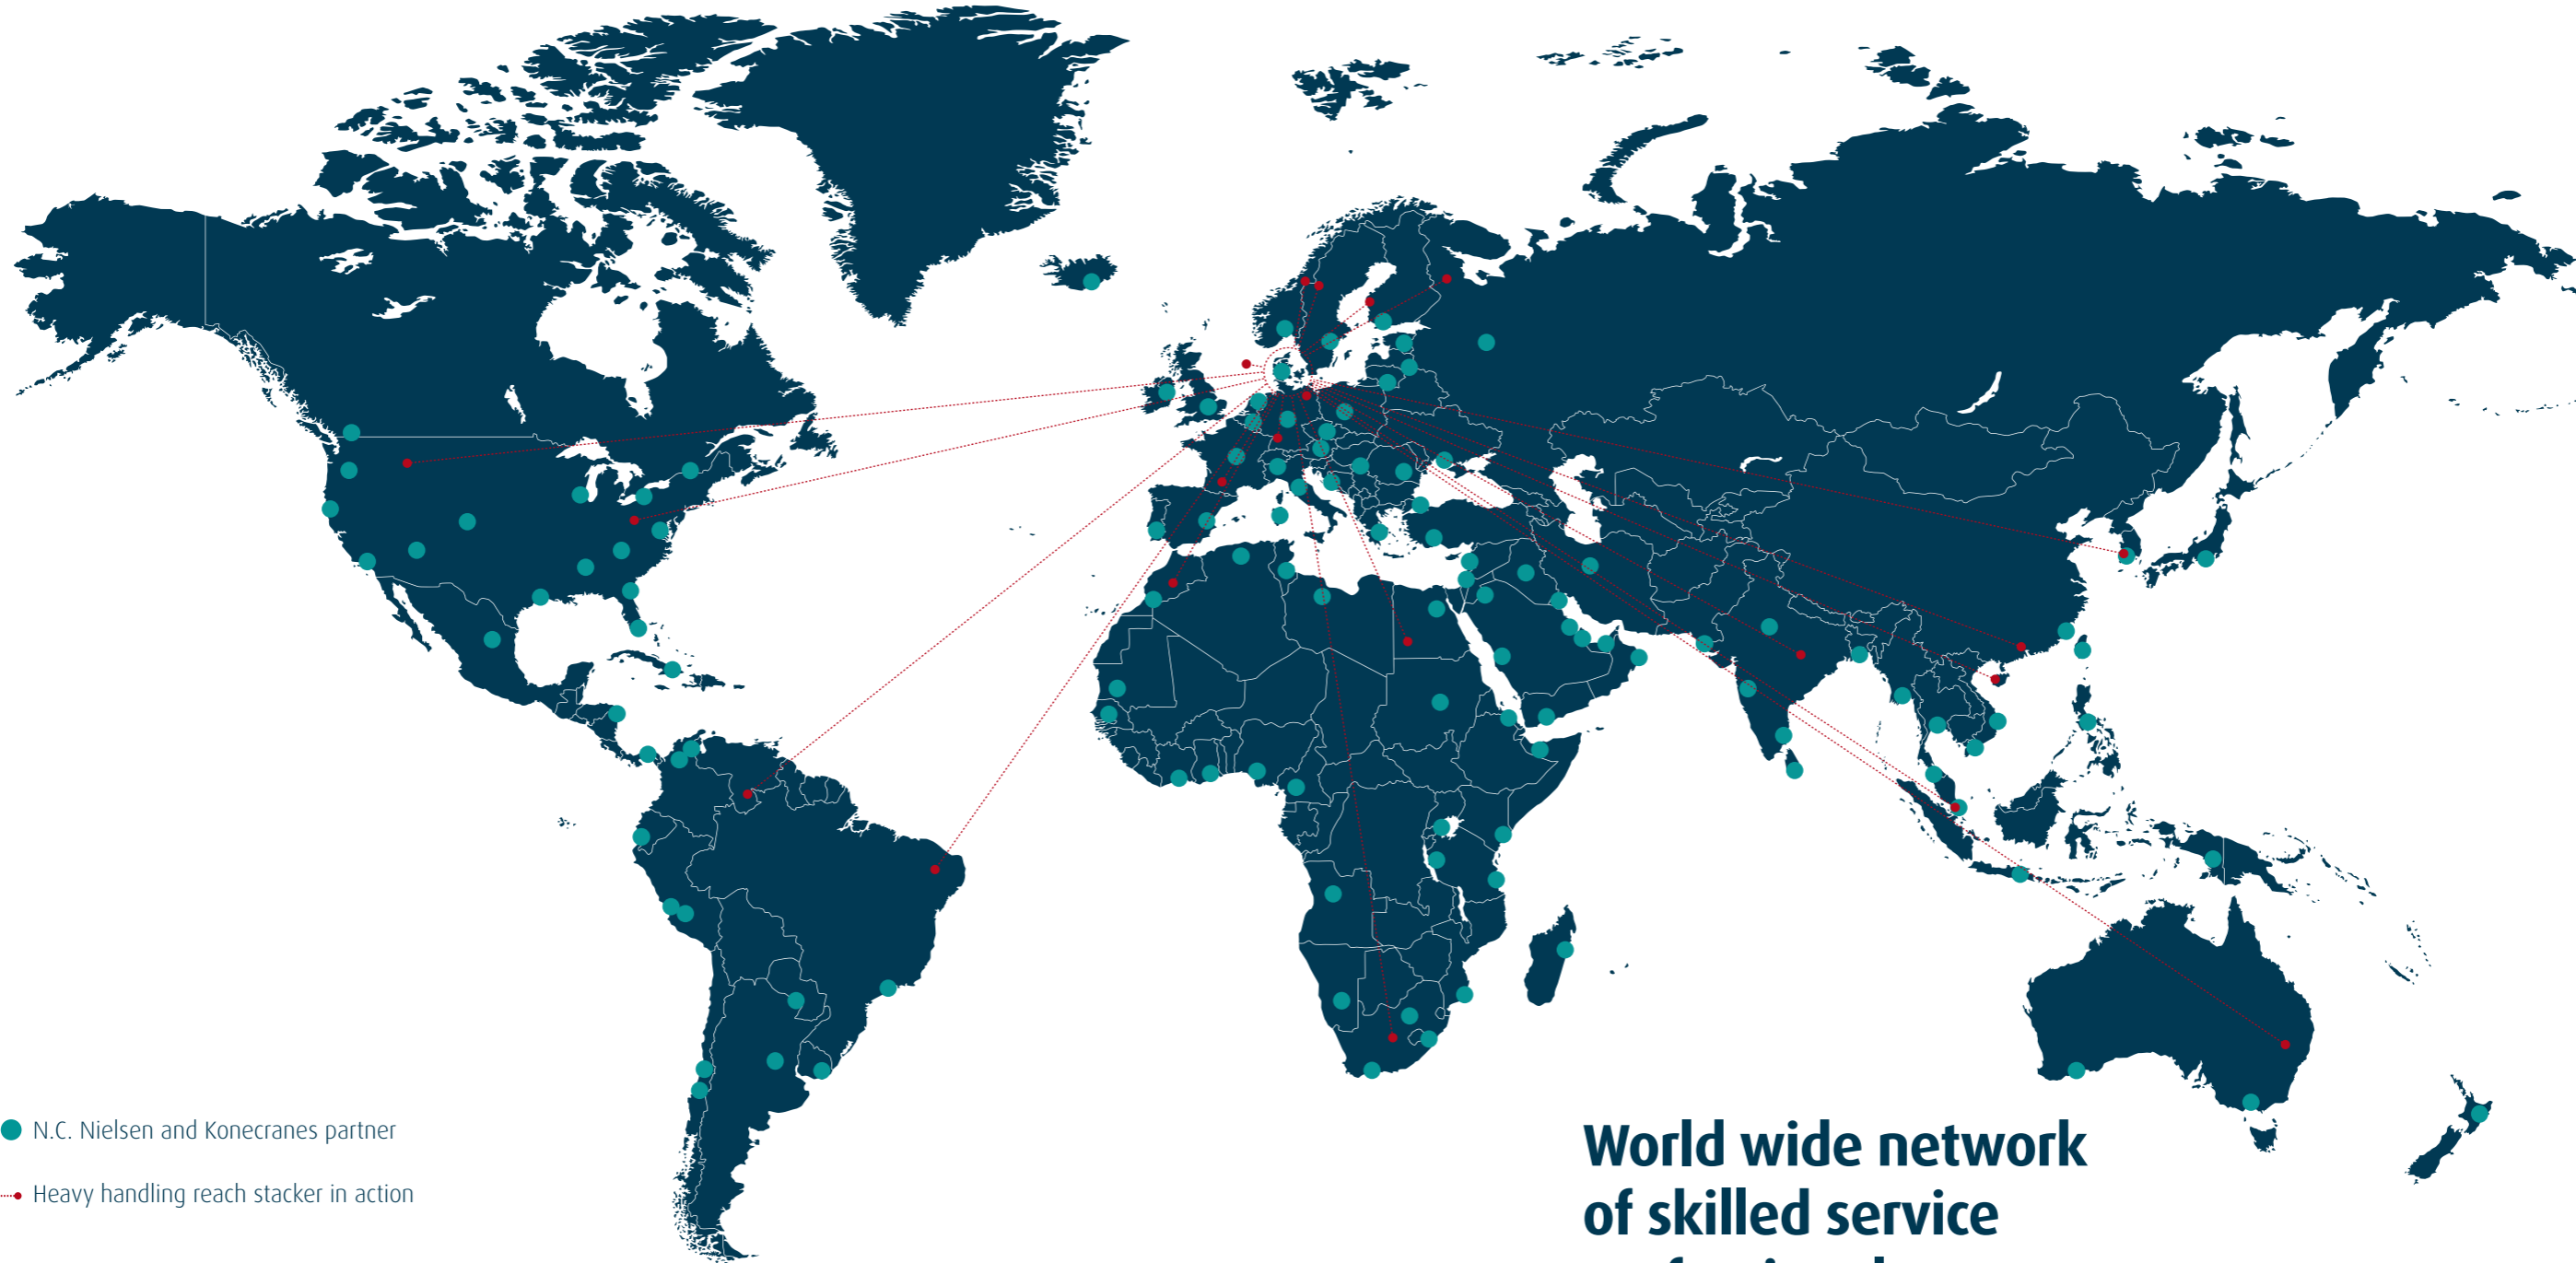 N.C. Nielsen and Konecranes partner
Heavy handling reach stacker in action
World wide network
of skilled service